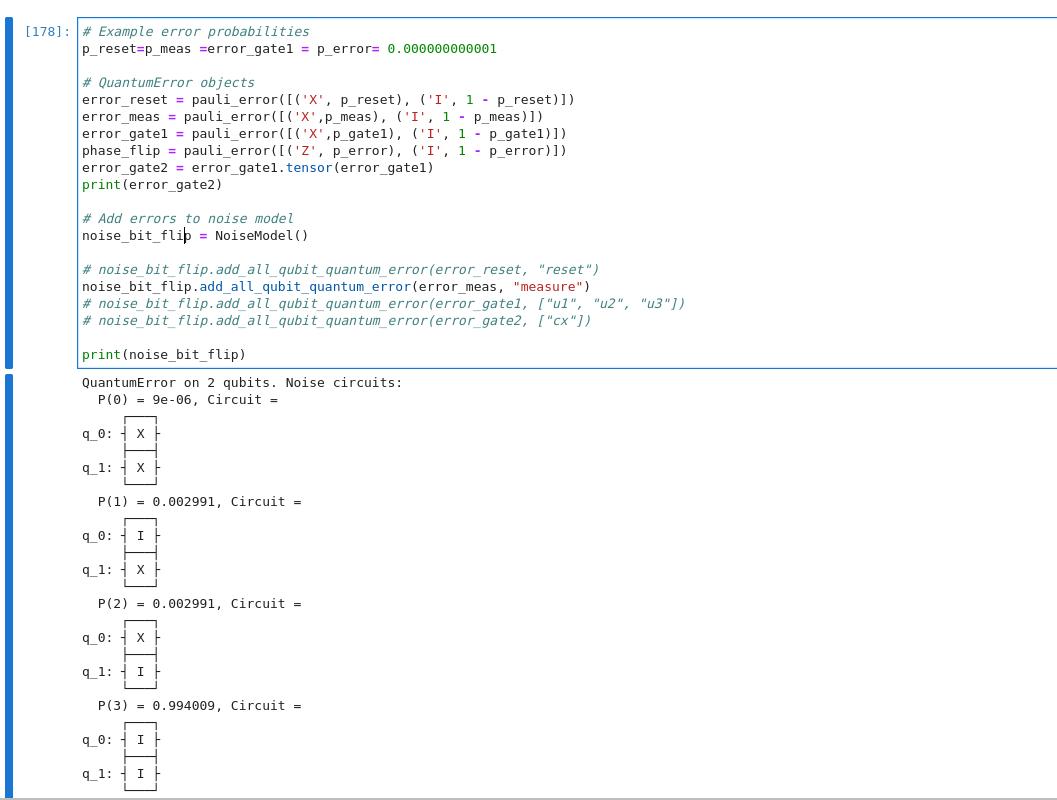 [178]: # Example error probabilities
p_reset=p_meas =error_gate1 = p_error= 0.000000000001
# QuantumError objects
error_reset = pauli_error([('X', p_reset), ('I', 1 - p_reset)])
error_meas = pauli_error([('X',p_meas), ('I', 1 - p_meas)])
error_gate1 = pauli_error([('X',p_gate1), ('I', 1 - p_gate1)])
phase_flip = pauli_error([('Z', p_error), ('I', 1 - p_error)])
error_gate2 = error_gate1.tensor(error_gate1)
print(error_gate2)
# Add errors to noise model
noise_bit_flip = NoiseModel()
# noise_bit_flip.add_all_qubit_quantum_error(error_reset, "reset")
noise_bit_flip.add_all_qubit_quantum_error(error_meas, "measure")
# noise_bit_flip.add_all_qubit_quantum_error(error_gate1, ["u1", "u2", "u3"])
# noise_bit_flip.add_all_qubit_quantum_error(error_gate2, ["cx"])
print(noise_bit_flip)
QuantumError on 2 qubits. Noise circuits:
P(0) = 9e-06, Circuit =
q_0: ┤ X ├
q_1: ┤ X ├
P(1) = 0.002991, Circuit =
q_0: ┤ I ├
q_1: ┤ X ├
P(2) = 0.002991, Circuit =
q_0: ┤ X ├
q_1: ┤ I ├
P(3) = 0.994009, Circuit =
q_0: ┤ I ├
q_1: ┤ I ├